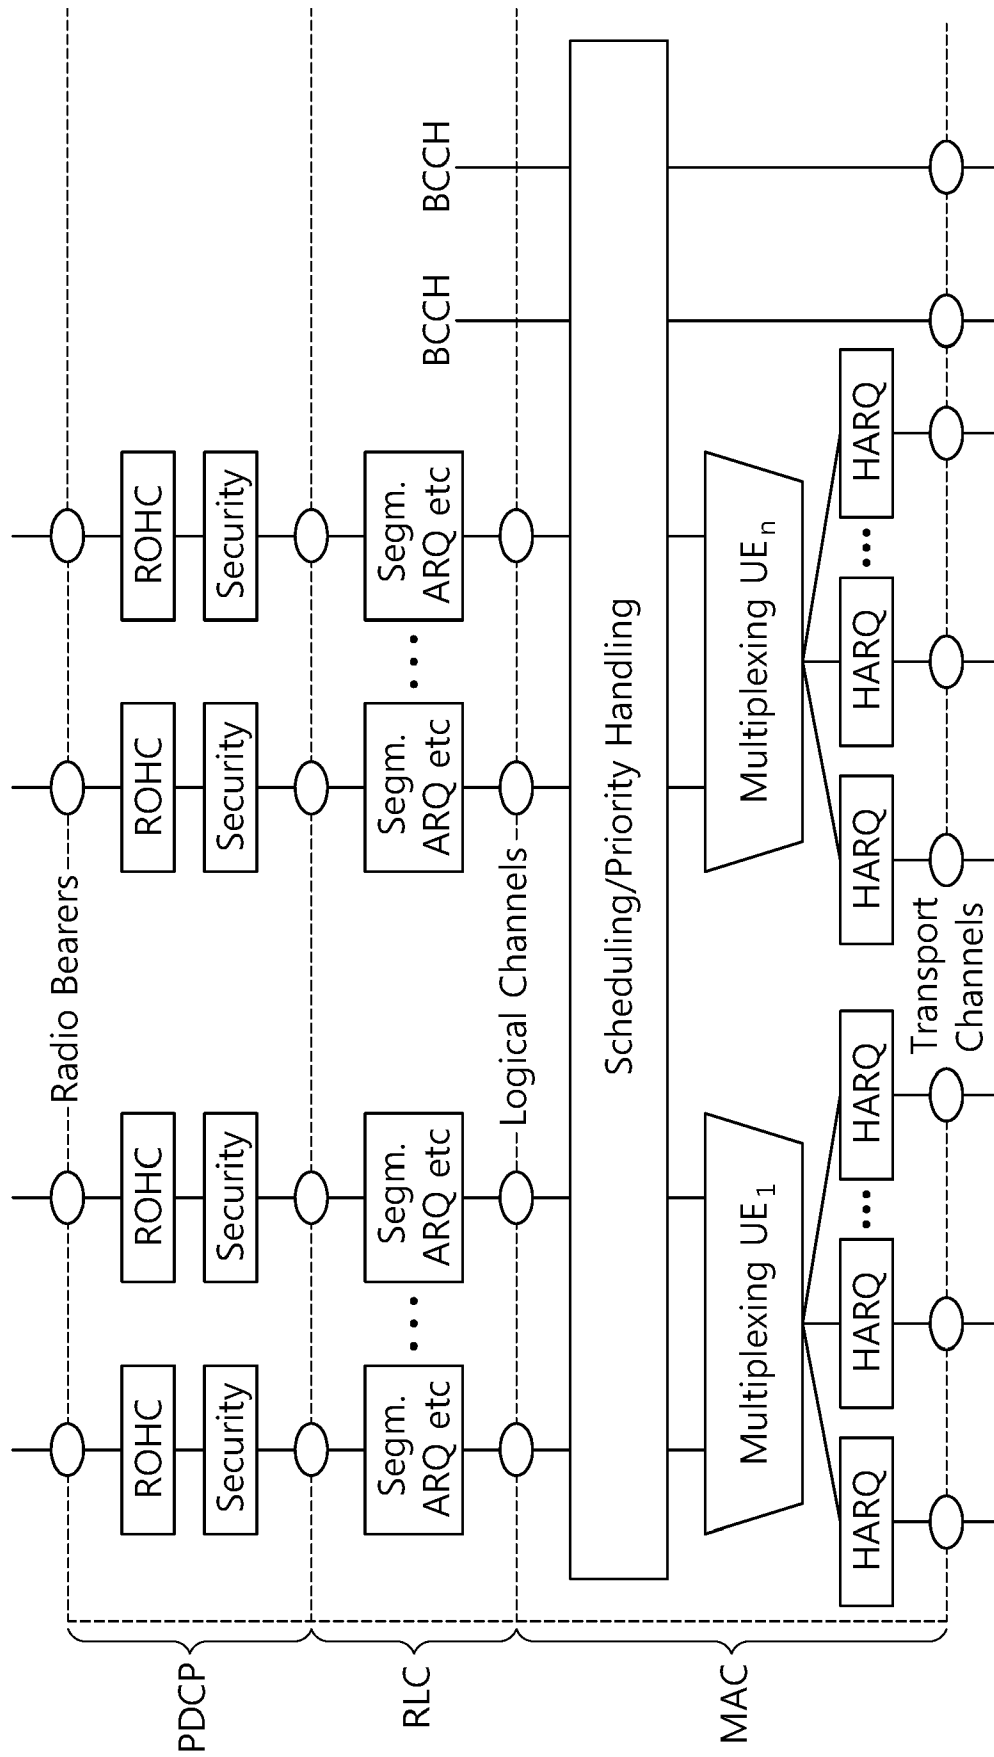 Radio Bearers
PDCP
ROHC
ROHC
ROHC
ROHC
Security
Security
Security
Security
RLC
Segm.
ARQ etc
...
Segm.
ARQ etc
Segm.
ARQ etc
...
Segm.
ARQ etc
BCCH
BCCH
Logical Channels
MAC
Scheduling/Priority Handling
Multiplexing UE₁
Multiplexing UEₙ
HARQ
HARQ
...
HARQ
HARQ
HARQ
...
HARQ
Transport
Channels